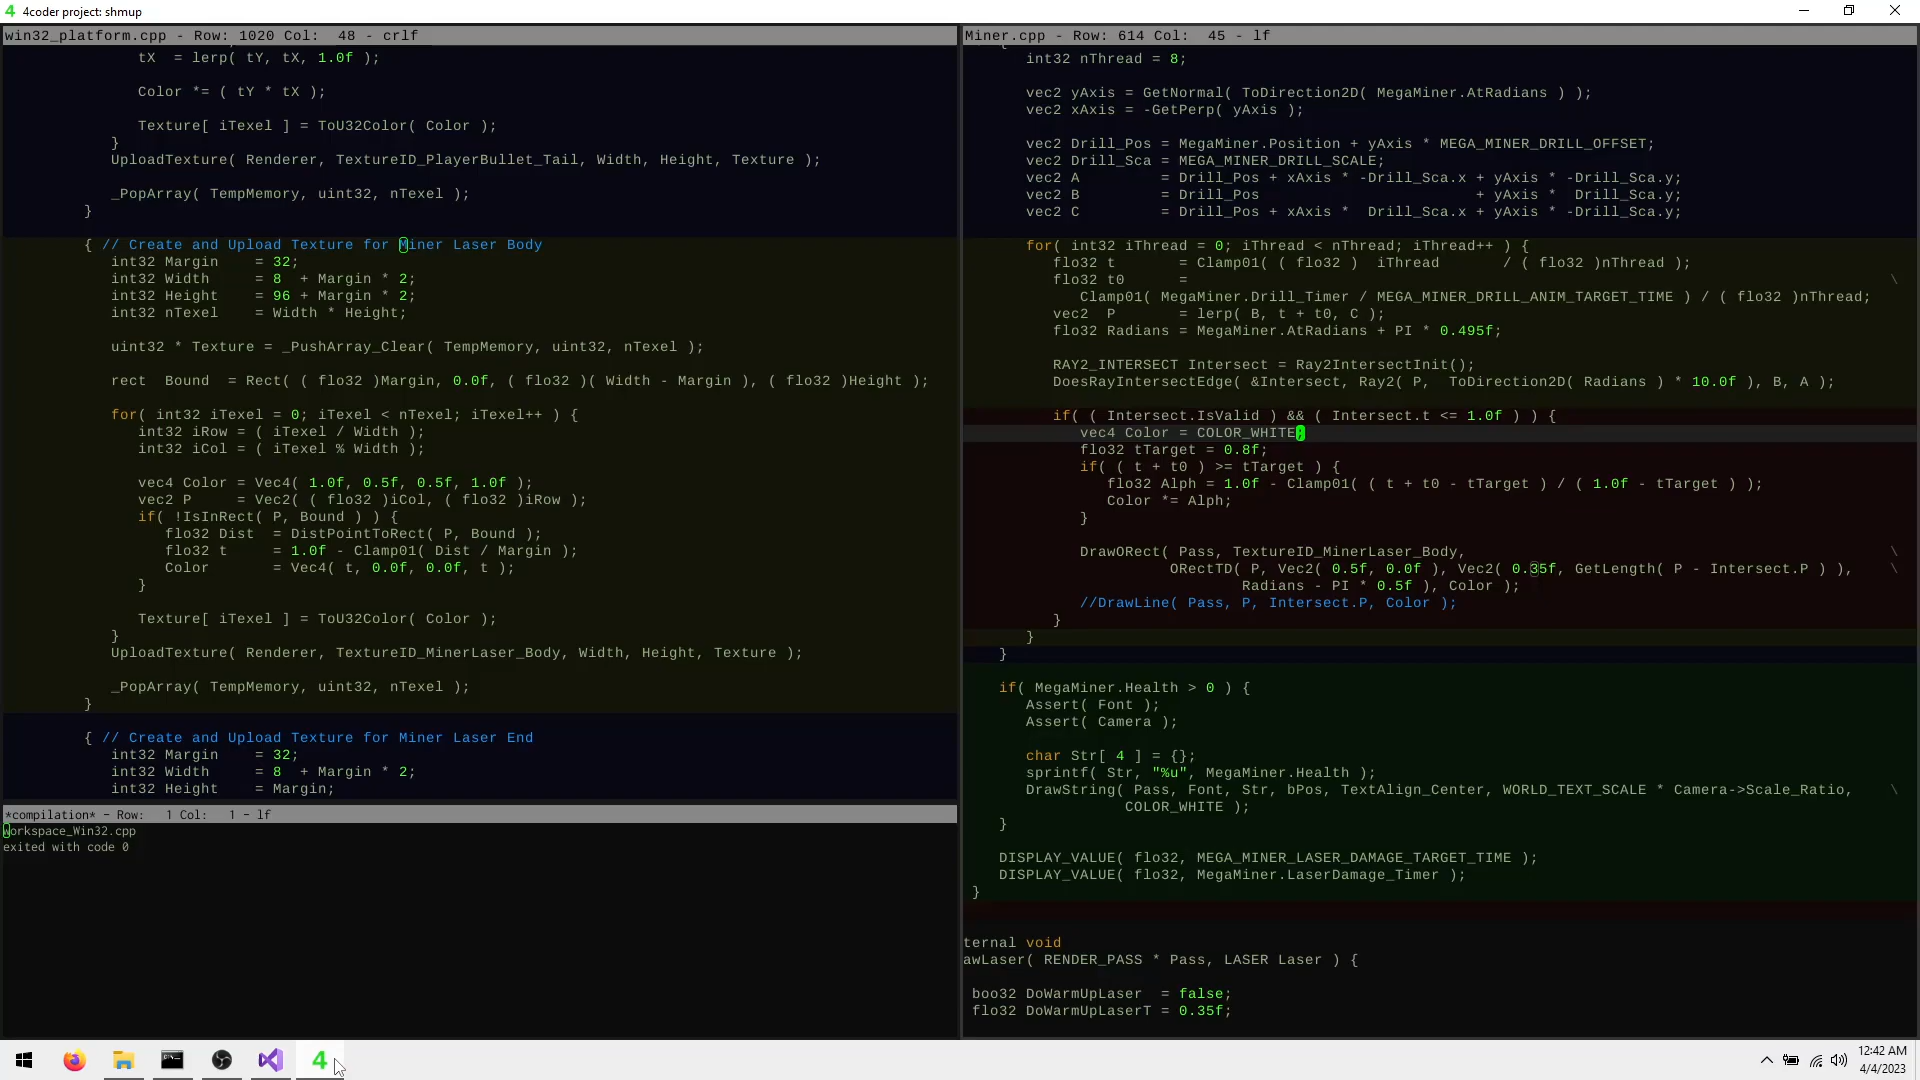 4 4coder project: shmup
win32_platform.cpp - Row: 1020 Col:  48 - crlf
tX  = lerp( tY, tX, 1.0f );
Color *= ( tY * tX );
Texture[ iTexel ] = ToU32Color( Color );
}
UploadTexture( Renderer, TextureID_PlayerBullet_Tail, Width, Height, Texture );
_PopArray( TempMemory, uint32, nTexel );
}
{ // Create and Upload Texture for Miner Laser Body
int32 Margin    = 32;
int32 Width     = 8  + Margin * 2;
int32 Height    = 96 + Margin * 2;
int32 nTexel    = Width * Height;
uint32 * Texture = _PushArray_Clear( TempMemory, uint32, nTexel );
rect  Bound  = Rect( ( flo32 )Margin, 0.0f, ( flo32 )( Width - Margin ), ( flo32 )Height );
for( int32 iTexel = 0; iTexel < nTexel; iTexel++ ) {
int32 iRow = ( iTexel / Width );
int32 iCol = ( iTexel % Width );
vec4 Color = Vec4( 1.0f, 0.5f, 0.5f, 1.0f );
vec2 P     = Vec2( ( flo32 )iCol, ( flo32 )iRow );
if( !IsInRect( P, Bound ) ) {
flo32 Dist  = DistPointToRect( P, Bound );
flo32 t     = 1.0f - Clamp01( Dist / Margin );
Color       = Vec4( t, 0.0f, 0.0f, t );
}
Texture[ iTexel ] = ToU32Color( Color );
}
UploadTexture( Renderer, TextureID_MinerLaser_Body, Width, Height, Texture );
_PopArray( TempMemory, uint32, nTexel );
}
{ // Create and Upload Texture for Miner Laser End
int32 Margin    = 32;
int32 Width     = 8  + Margin * 2;
int32 Height    = Margin;
*compilation* - Row:   1 Col:   1 - lf
workspace_Win32.cpp
exited with code 0
Miner.cpp - Row: 614 Col:  45 - lf
{
int32 nThread = 8;
vec2 yAxis = GetNormal( ToDirection2D( MegaMiner.AtRadians ) );
vec2 xAxis = -GetPerp( yAxis );
vec2 Drill_Pos = MegaMiner.Position + yAxis * MEGA_MINER_DRILL_OFFSET;
vec2 Drill_Sca = MEGA_MINER_DRILL_SCALE;
vec2 A         = Drill_Pos + xAxis * -Drill_Sca.x + yAxis * -Drill_Sca.y;
vec2 B         = Drill_Pos                        + yAxis *  Drill_Sca.y;
vec2 C         = Drill_Pos + xAxis *  Drill_Sca.x + yAxis * -Drill_Sca.y;
for( int32 iThread = 0; iThread < nThread; iThread++ ) {
flo32 t       = Clamp01( ( flo32 )  iThread       / ( flo32 )nThread );
flo32 t0      = \
Clamp01( MegaMiner.Drill_Timer / MEGA_MINER_DRILL_ANIM_TARGET_TIME ) / ( flo32 )nThread;
vec2  P       = lerp( B, t + t0, C );
flo32 Radians = MegaMiner.AtRadians + PI * 0.495f;
RAY2_INTERSECT Intersect = Ray2IntersectInit();
DoesRayIntersectEdge( &Intersect, Ray2( P,  ToDirection2D( Radians ) * 10.0f ), B, A );
if( ( Intersect.IsValid ) && ( Intersect.t <= 1.0f ) ) {
vec4 Color = COLOR_WHITE;
flo32 tTarget = 0.8f;
if( ( t + t0 ) >= tTarget ) {
flo32 Alph = 1.0f - Clamp01( ( t + t0 - tTarget ) / ( 1.0f - tTarget ) );
Color *= Alph;
}
DrawORect( Pass, TextureID_MinerLaser_Body, \
ORectTD( P, Vec2( 0.5f, 0.0f ), Vec2( 0.35f, GetLength( P - Intersect.P ) ), \
Radians - PI * 0.5f ), Color );
//DrawLine( Pass, P, Intersect.P, Color );
}
}
}
if( MegaMiner.Health > 0 ) {
Assert( Font );
Assert( Camera );
char Str[ 4 ] = {};
sprintf( Str, "%u", MegaMiner.Health );
DrawString( Pass, Font, Str, bPos, TextAlign_Center, WORLD_TEXT_SCALE * Camera->Scale_Ratio, \
COLOR_WHITE );
}
DISPLAY_VALUE( flo32, MEGA_MINER_LASER_DAMAGE_TARGET_TIME );
DISPLAY_VALUE( flo32, MegaMiner.LaserDamage_Timer );
}
ternal void
awLaser( RENDER_PASS * Pass, LASER Laser ) {
boo32 DoWarmUpLaser  = false;
flo32 DoWarmUpLaserT = 0.35f;
4
12:42 AM
4/4/2023